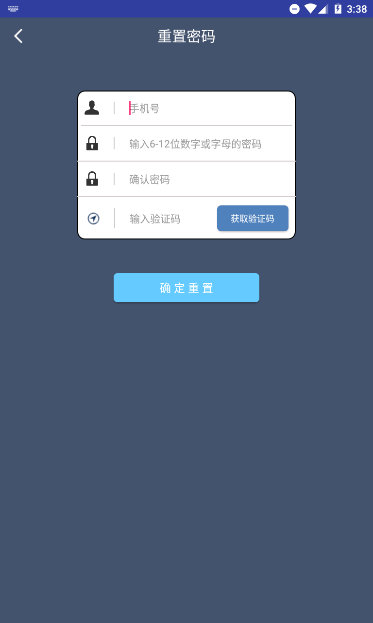 3:38
重置密码
手机号
输入6-12位数字或字母的密码
确认密码
输入验证码
获取验证码
确定重置